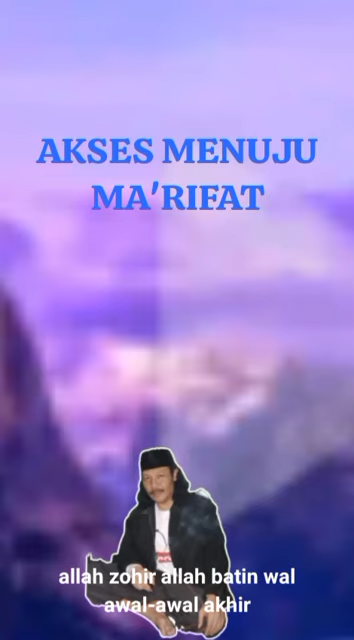 AKSES MENUJU
MA'RIFAT
allah zohir allah batin wal
awal-awal akhir